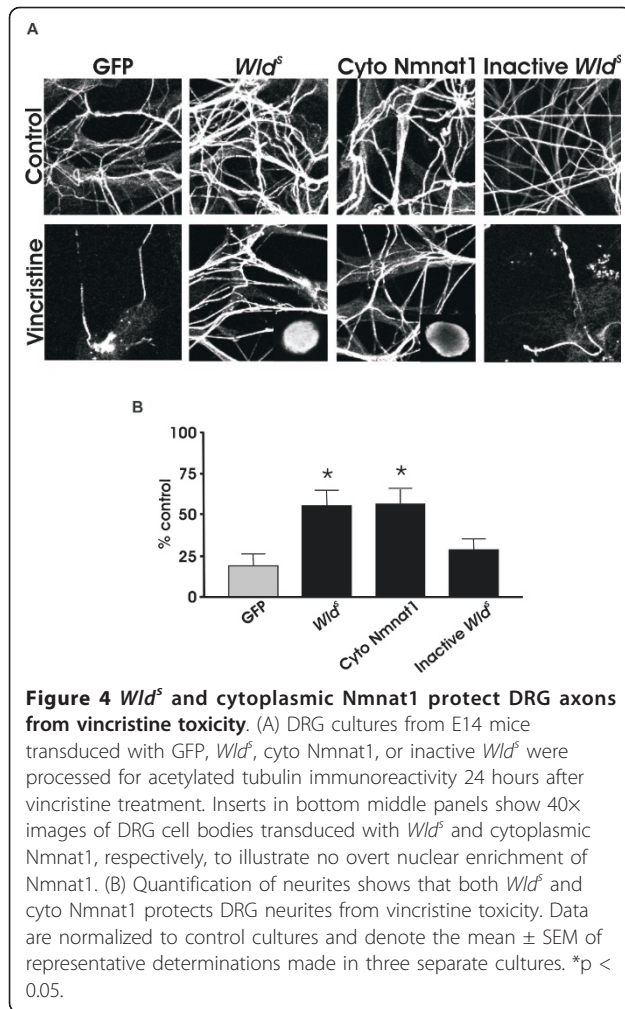 A
GFP Wldˢ Cyto Nmnat1 Inactive Wldˢ
Control
Vincristine
B
100
75
50
25
0
% control
* *
GFP
Wldˢ
Cyto Nmnat1
Inactive Wldˢ
Figure 4 Wldˢ and cytoplasmic Nmnat1 protect DRG axons
from vincristine toxicity. (A) DRG cultures from E14 mice
transduced with GFP, Wldˢ, cyto Nmnat1, or inactive Wldˢ were
processed for acetylated tubulin immunoreactivity 24 hours after
vincristine treatment. Inserts in bottom middle panels show 40×
images of DRG cell bodies transduced with Wldˢ and cytoplasmic
Nmnat1, respectively, to illustrate no overt nuclear enrichment of
Nmnat1. (B) Quantification of neurites shows that both Wldˢ and
cyto Nmnat1 protects DRG neurites from vincristine toxicity. Data
are normalized to control cultures and denote the mean ± SEM of
representative determinations made in three separate cultures. *p <
0.05.